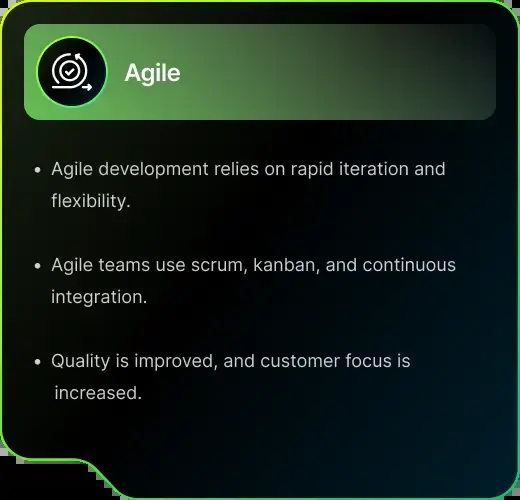 Agile
• Agile development relies on rapid iteration and
flexibility.
• Agile teams use scrum, kanban, and continuous
integration.
• Quality is improved, and customer focus is
increased.